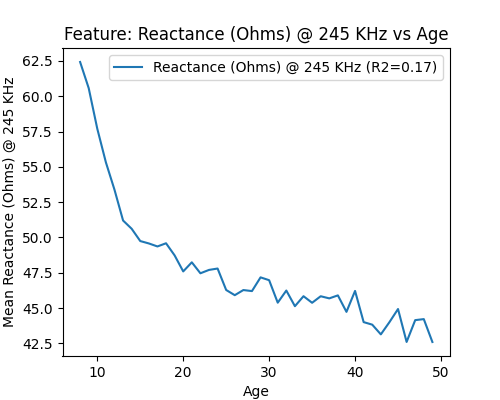 Feature: Reactance (Ohms) @ 245 KHz vs Age
Reactance (Ohms) @ 245 KHz (R2=0.17)
Mean Reactance (Ohms) @ 245 KHz
62.5
60.0
57.5
55.0
52.5
50.0
47.5
45.0
42.5
10 20 30 40 50
Age